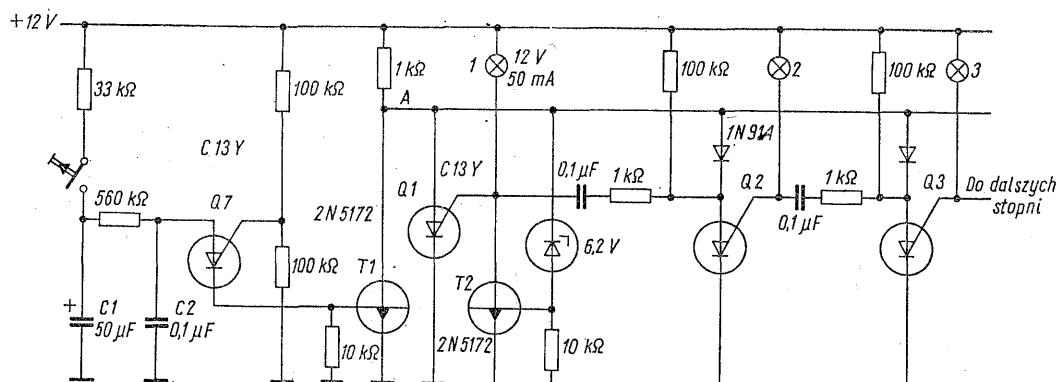 +12 V
33 kΩ
C 13 Y
560 kΩ
Q7
C1
50 μF
C2
0,1 μF
+
100 kΩ
100 kΩ
10 kΩ
2N 5172
T1
1 kΩ
A
C 13 Y
Q1
1
12 V
50 mA
T2
2N 5172
0,1 μF
1 kΩ
6,2 V
10 kΩ
100 kΩ
1N 914
Q2
2
0,1 μF
1 kΩ
100 kΩ
3
Q3
Do dalszych
stopni